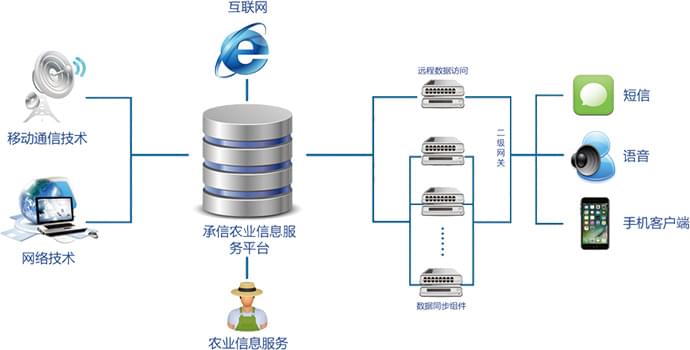 互联网
远程数据访问
移动通信技术
短信
二级网关
语音
承信农业信息服
务平台
手机客户端
网络技术
数据同步组件
农业信息服务